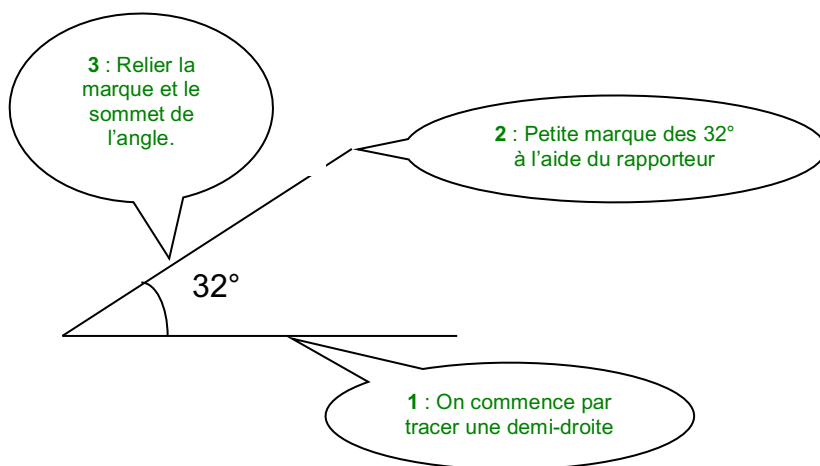 3 : Relier la
marque et le
sommet de
l'angle.
2 : Petite marque des 32°
à l'aide du rapporteur
32°
1 : On commence par
tracer une demi-droite